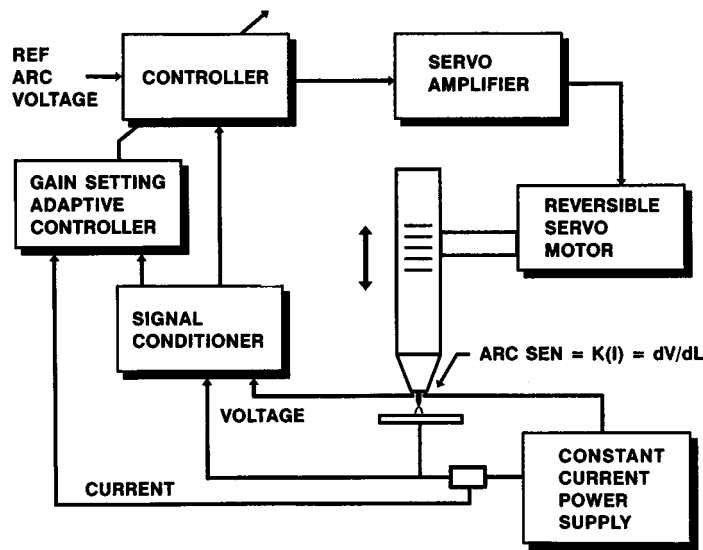 REF
ARC
VOLTAGE
CONTROLLER
SERVO
AMPLIFIER
GAIN SETTING
ADAPTIVE
CONTROLLER
REVERSIBLE
SERVO
MOTOR
SIGNAL
CONDITIONER
ARC SEN = K(I) = dV/dL
VOLTAGE
CURRENT
CONSTANT
CURRENT
POWER
SUPPLY